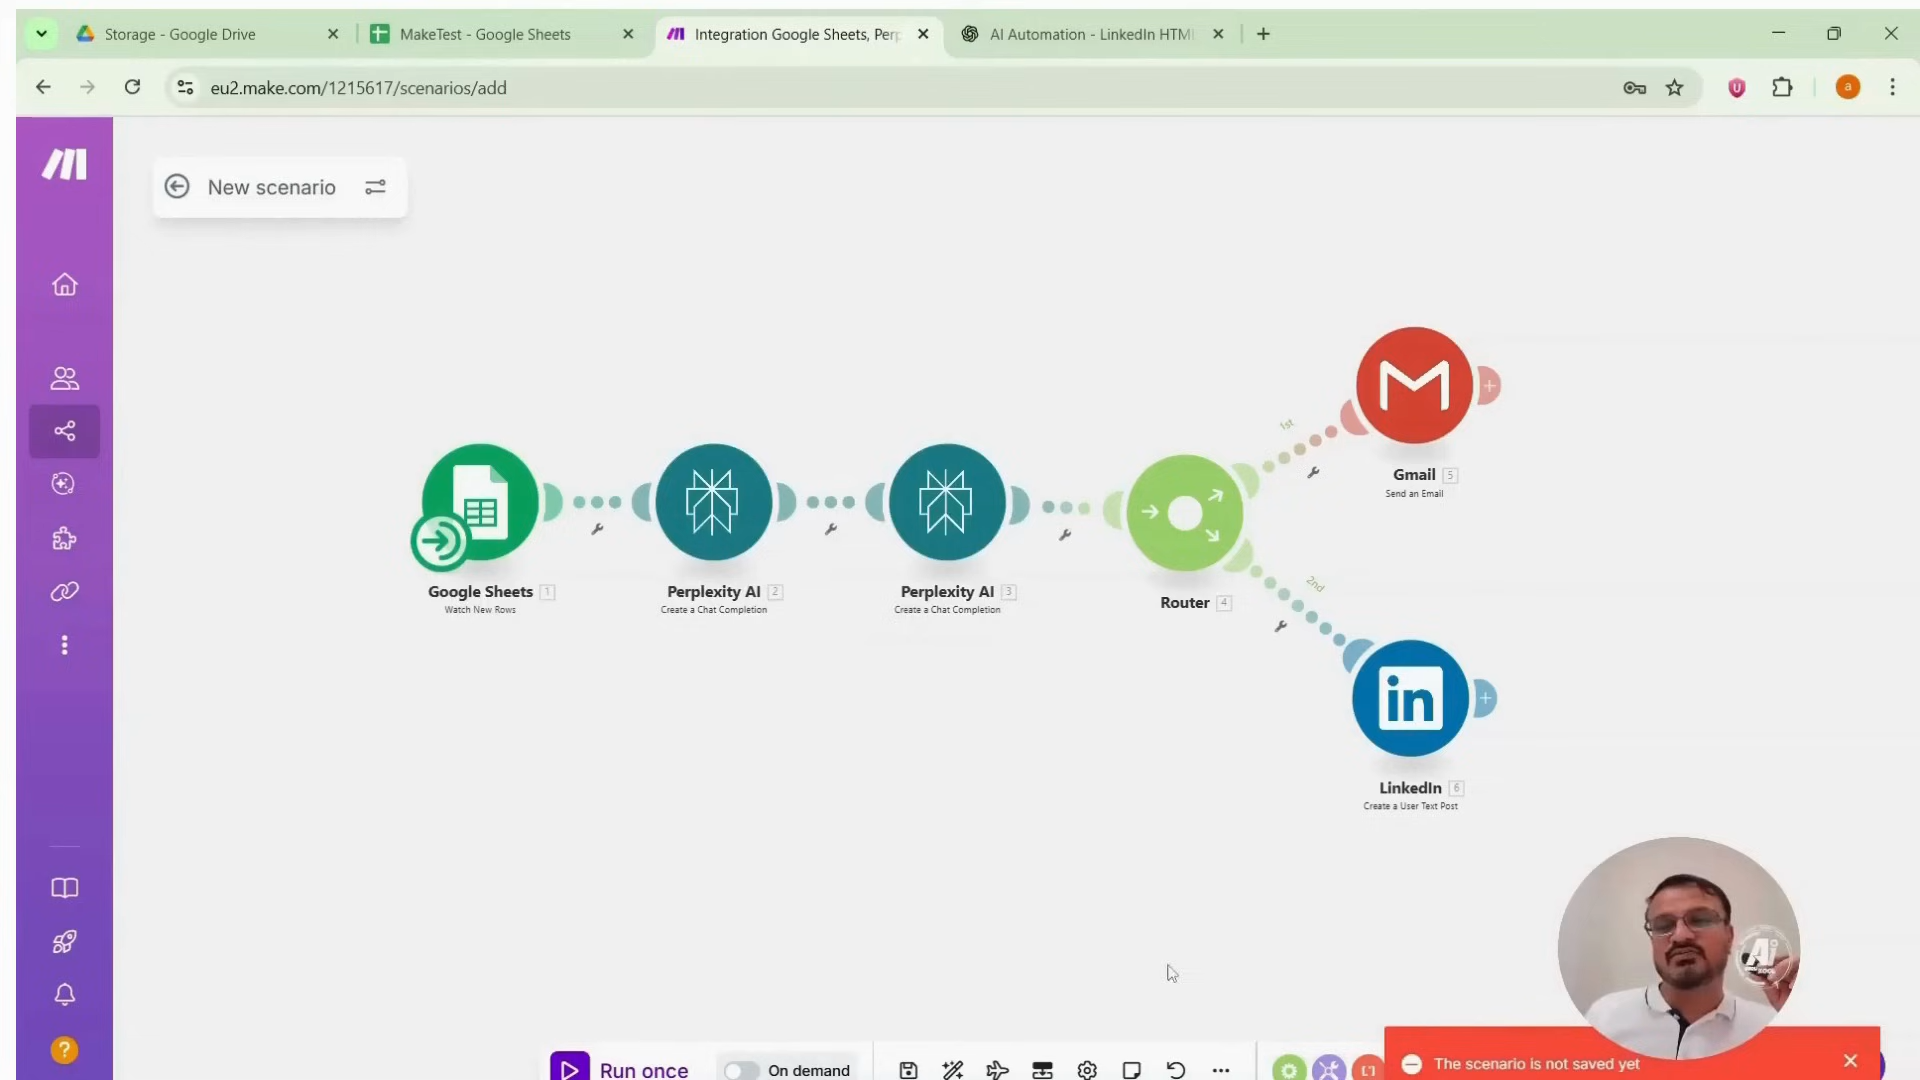 Storage - Google Drive
MakeTest - Google Sheets
Integration Google Sheets, Perp
AI Automation - LinkedIn HTML
eu2.make.com/1215617/scenarios/add
a
New scenario
1st
Gmail 5
Send an Email
Google Sheets 1
Watch New Rows
Perplexity AI 2
Create a Chat Completion
Perplexity AI 3
Create a Chat Completion
Router 4
2nd
in
LinkedIn 6
Create a User Text Post
Ai
?
Run once
On demand
The scenario is not saved yet